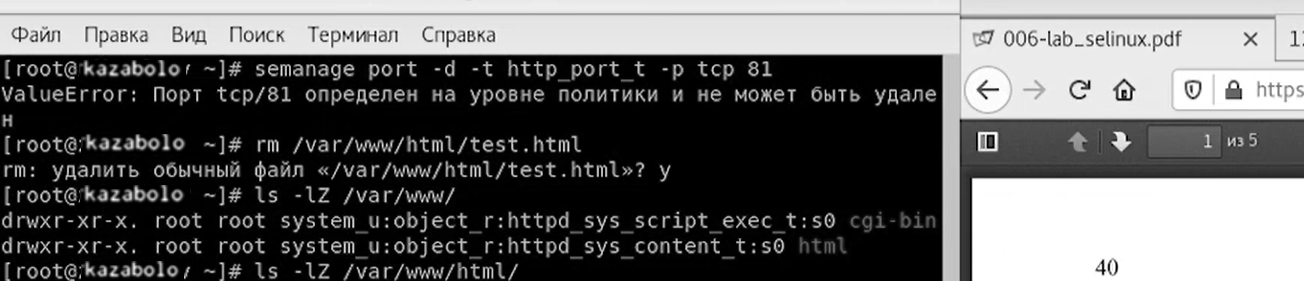 Файл Правка Вид Поиск Терминал Справка
[root@kazabolo ~]# semanage port -d -t http_port_t -p tcp 81
ValueError: Порт tcp/81 определен на уровне политики и не может быть удале
н
[root@kazabolo ~]# rm /var/www/html/test.html
rm: удалить обычный файл «/var/www/html/test.html»? y
[root@kazabolo ~]# ls -lZ /var/www/
drwxr-xr-x. root root system_u:object_r:httpd_sys_script_exec_t:s0 cgi-bin
drwxr-xr-x. root root system_u:object_r:httpd_sys_content_t:s0 html
[root@kazabolo ~]# ls -lZ /var/www/html/
006-lab_selinux.pdf
https
1 из 5
40